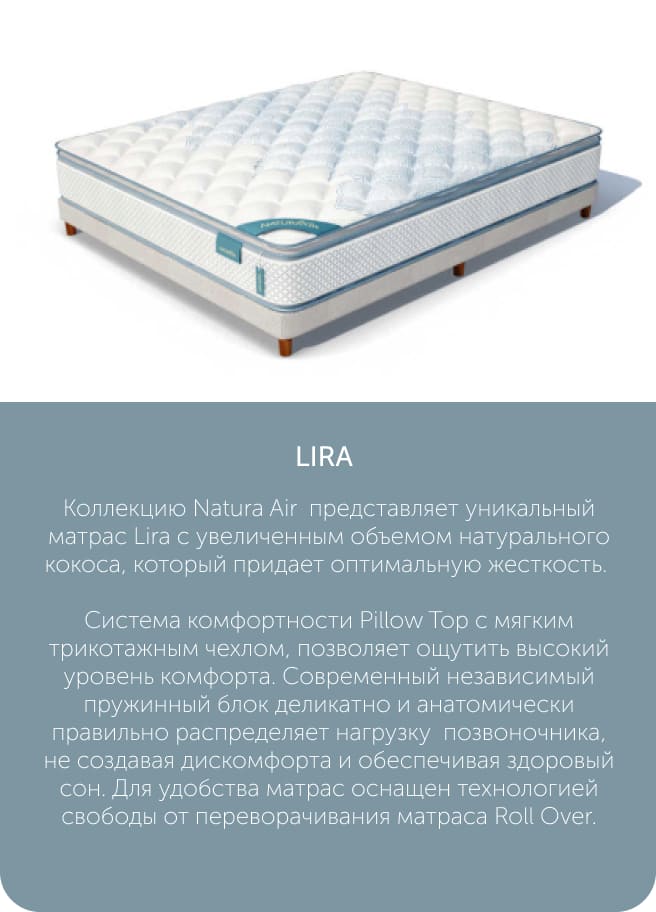 LIRA
Коллекцию Natura Air представляет уникальный
матрас Lira с увеличенным объемом натурального
кокоса, который придает оптимальную жесткость.
Система комфортности Pillow Top с мягким
трикотажным чехлом, позволяет ощутить высокий
уровень комфорта. Современный независимый
пружинный блок деликатно и анатомически
правильно распределяет нагрузку позвоночника,
не создавая дискомфорта и обеспечивая здоровый
сон. Для удобства матрас оснащен технологией
свободы от переворачивания матраса Roll Over.